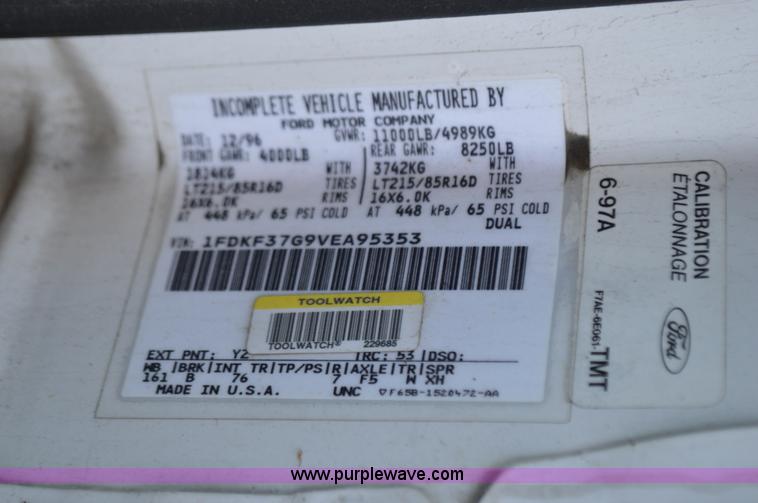 INCOMPLETE VEHICLE MANUFACTURED BY
FORD MOTOR COMPANY
DATE: 12/96 GVWR: 11000LB/4989KG
FRONT GAWR: 4000LB REAR GAWR: 8250LB
1814KG WITH 3742KG WITH
LT215/85R16D TIRES LT215/85R16D TIRES
16X6.0K RIMS 16X6.0K RIMS
AT 448 kPa/ 65 PSI COLD AT 448 kPa/ 65 PSI COLD
DUAL
VIN: 1FDKF37G9VEA95353
TOOLWATCH
TOOLWATCH® 229685
EXT PNT: YZ RC: 53 DSO:
WB BRK INT TR TP/PS R AXLE TR SPR
161 B 76 7 F5 W XH
MADE IN U.S.A. UNC F65B-1520472-AA
CALIBRATION
ÉTALONNAGE
6-97A
Ford
F7AE-6E061-TMT
www.purplewave.com